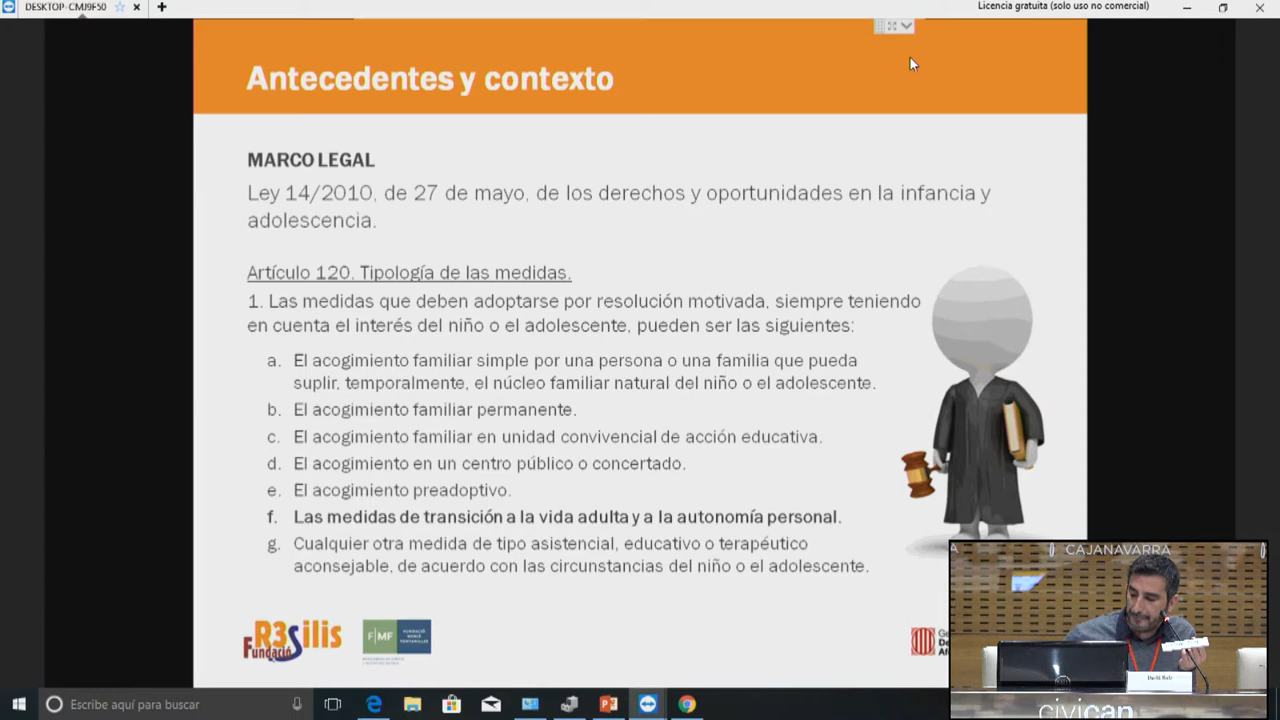 DESKTOP-CMJ9F50
Licencia gratuita (solo uso no comercial)
Antecedentes y contexto
MARCO LEGAL
Ley 14/2010, de 27 de mayo, de los derechos y oportunidades en la infancia y
adolescencia.
Artículo 120. Tipología de las medidas.
1. Las medidas que deben adoptarse por resolución motivada, siempre teniendo
en cuenta el interés del niño o el adolescente, pueden ser las siguientes:
a. El acogimiento familiar simple por una persona o una familia que pueda
suplir, temporalmente, el núcleo familiar natural del niño o el adolescente.
b. El acogimiento familiar permanente.
c. El acogimiento familiar en unidad convivencial de acción educativa.
d. El acogimiento en un centro público o concertado.
e. El acogimiento preadoptivo.
f. Las medidas de transición a la vida adulta y a la autonomía personal.
g. Cualquier otra medida de tipo asistencial, educativo o terapéutico
aconsejable, de acuerdo con las circunstancias del niño o el adolescente.
Fundació R3Silis
FMF
CAJANAVARRA
civican
Escribe aquí para buscar